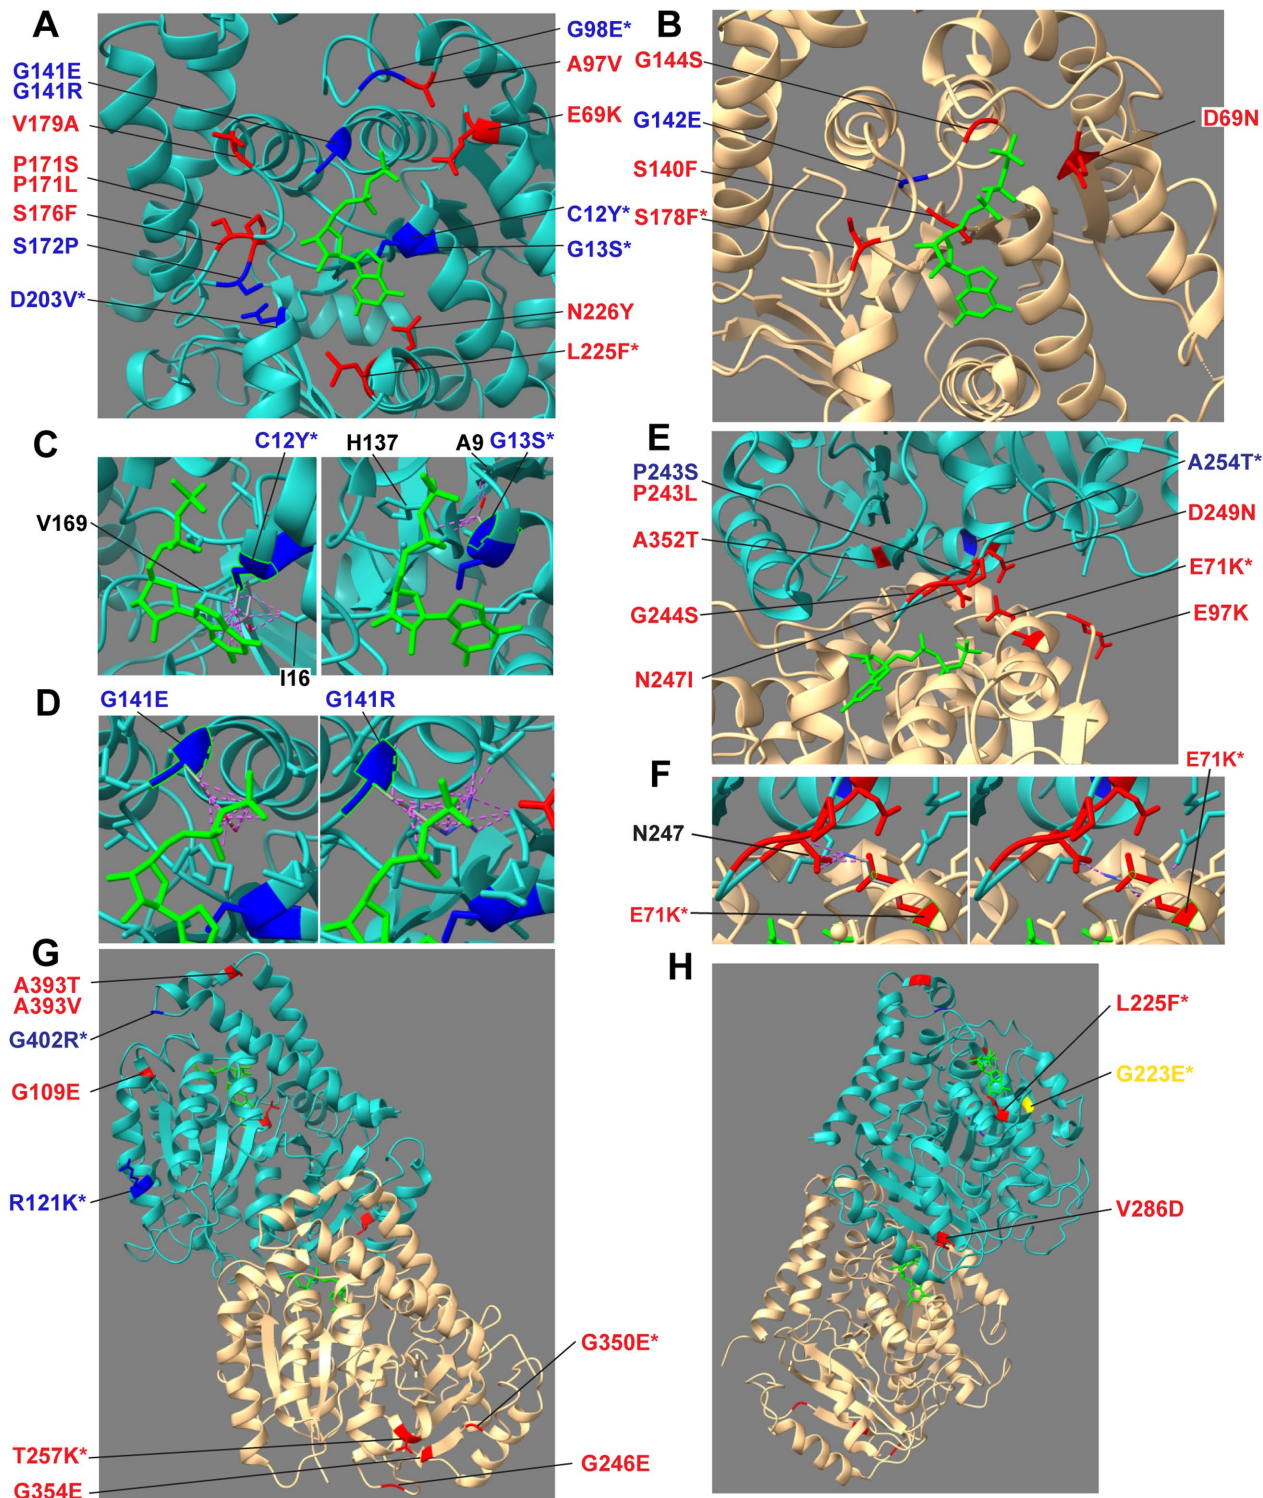 A
G98E*
A97V
E69K
C12Y*
G13S*
N226Y
L225F*
G141E
G141R
V179A
P171S
P171L
S176F
S172P
D203V*
B
G144S
G142E
S140F
S178F*
D69N
C
C12Y*
H137
A9 G13S*
V169
I16
D
G141E
G141R
E
P243S
P243L
A352T
G244S
N247I
A254T*
D249N
E71K*
E97K
F
E71K*
N247
E71K*
G
A393T
A393V
G402R*
G109E
R121K*
T257K*
G354E
G350E*
G246E
H
L225F*
G223E*
V286D